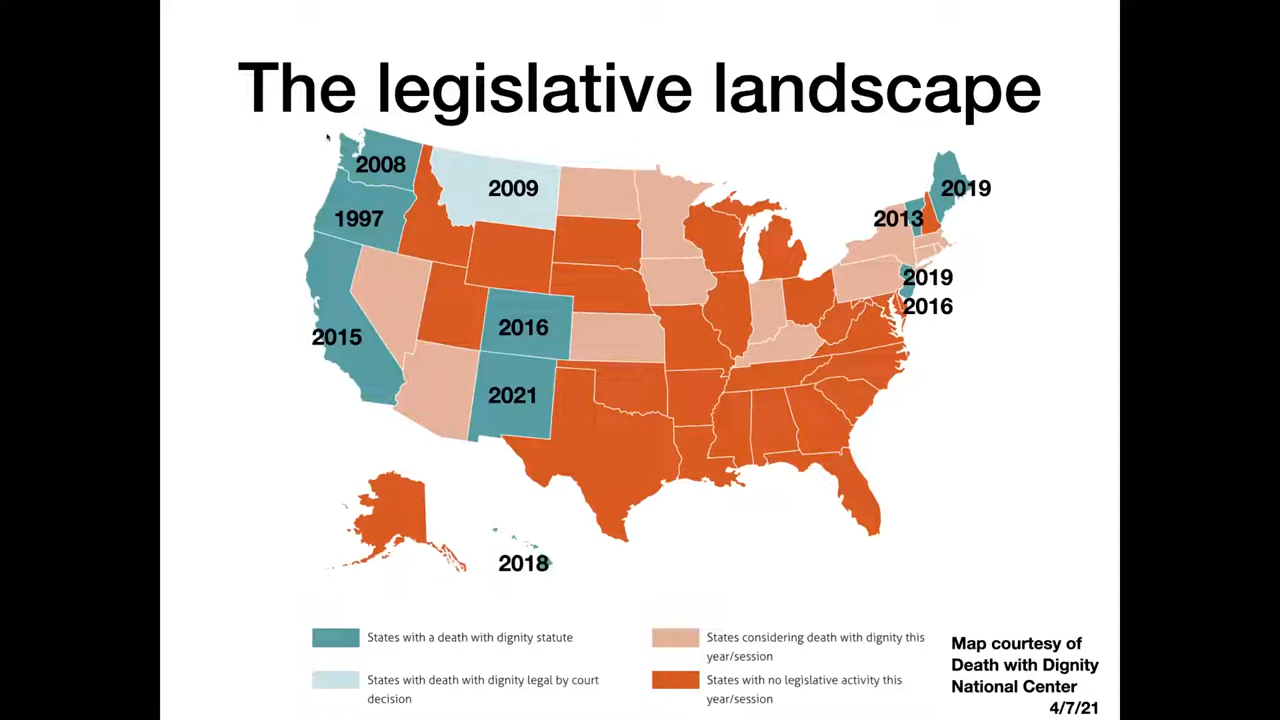 The legislative landscape
2008
2009
2019
1997
2013
2019
2016
2015
2016
2021
2018
States with a death with dignity statute
States with death with dignity legal by court
decision
States considering death with dignity this
year/session
States with no legislative activity this
year/session
Map courtesy of
Death with Dignity
National Center
4/7/21